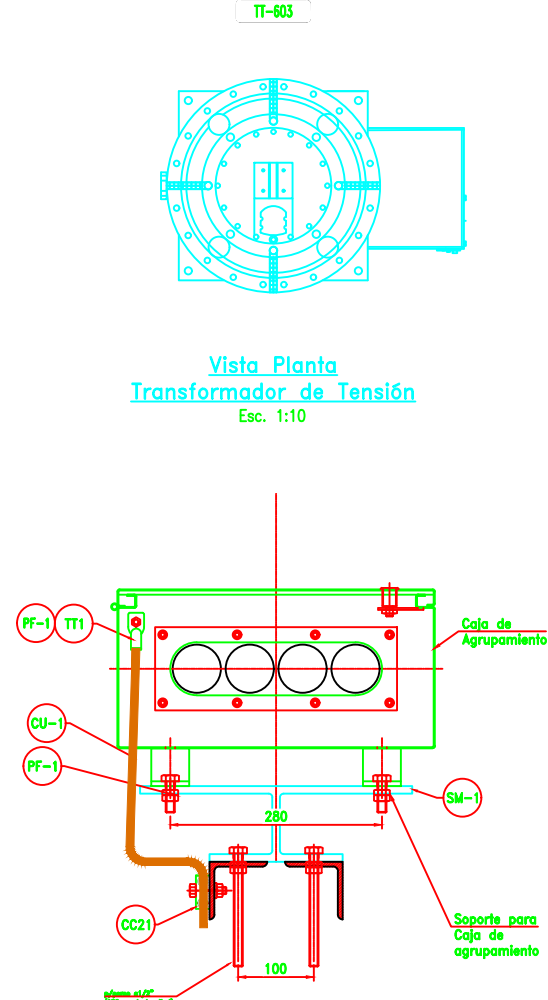 TT-603
Vista Planta
Transformador de Tensión
Esc. 1:10
PF-1 TT1
Caja de
Agrupamiento
CU-1
PF-1
SM-1
280
CC21
Soporte para
Caja de
agrupamiento
100